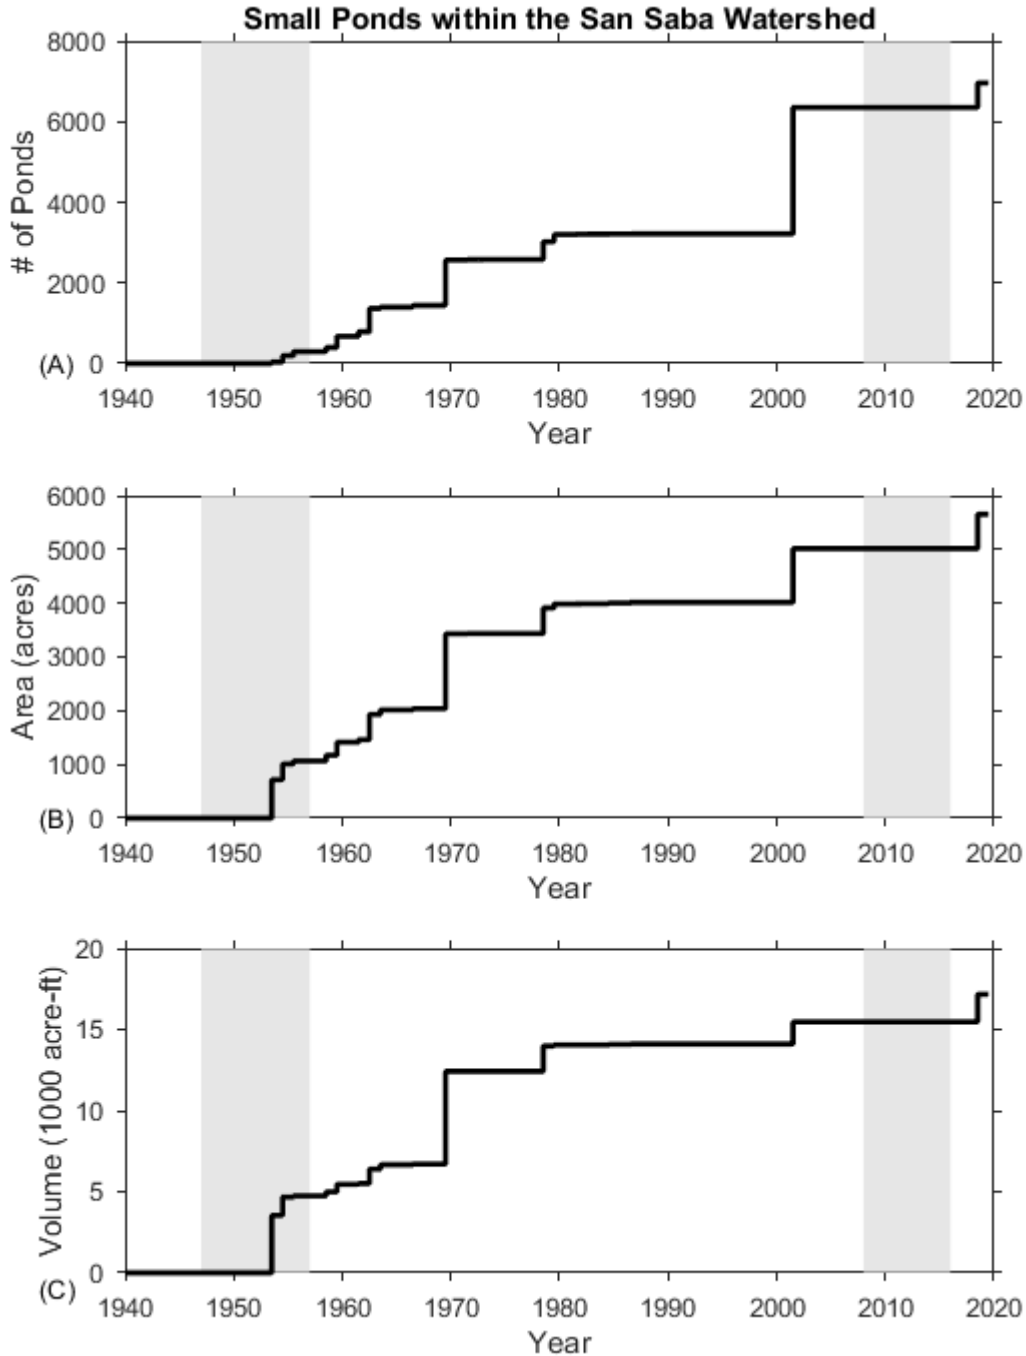 Small Ponds within the San Saba Watershed
8000
6000
4000
2000
0
# of Ponds
(A)
1940 1950 1960 1970 1980 1990 2000 2010 2020
Year
6000
5000
4000
3000
2000
1000
0
Area (acres)
(B)
1940 1950 1960 1970 1980 1990 2000 2010 2020
Year
20
15
10
5
0
Volume (1000 acre-ft)
(C)
1940 1950 1960 1970 1980 1990 2000 2010 2020
Year